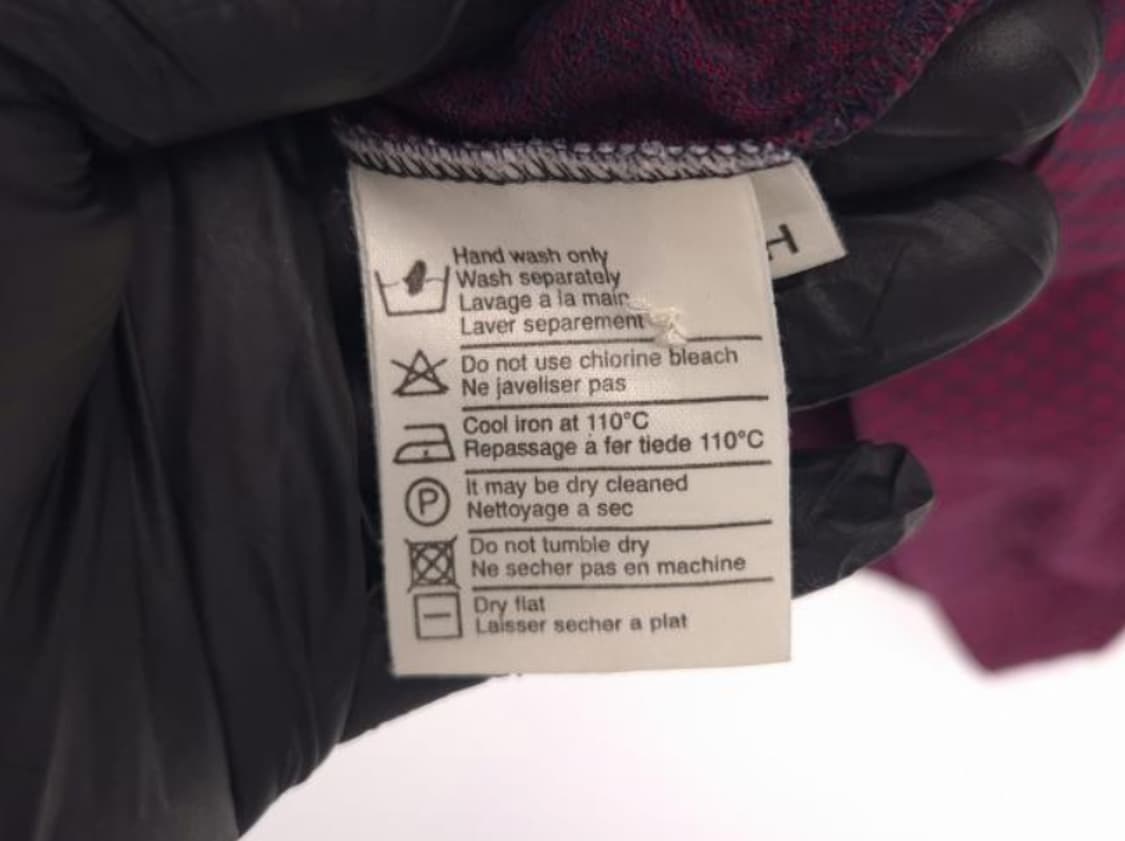 Hand wash only
Wash separately
Lavage a la main
Laver separement
Do not use chlorine bleach
Ne javeliser pas
Cool iron at 110°C
Repassage à fer tiede 110°C
P
It may be dry cleaned
Nettoyage a sec
Do not tumble dry
Ne secher pas en machine
Dry flat
Laisser secher a plat